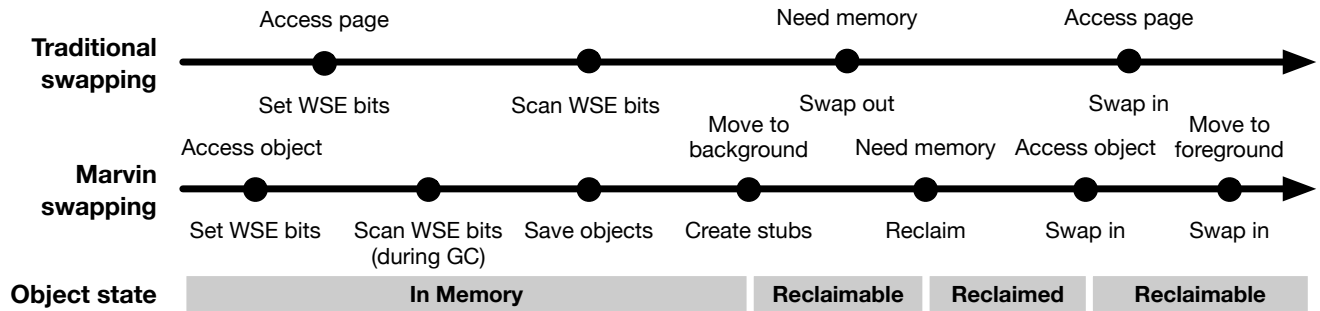 Access page
Need memory
Access page
Traditional
swapping
Set WSE bits
Scan WSE bits
Swap out
Swap in
Access object
Move to
background
Need memory
Access object
Move to
foreground
Marvin
swapping
Set WSE bits
Scan WSE bits
(during GC)
Save objects
Create stubs
Reclaim
Swap in
Swap in
Object state
In Memory
Reclaimable
Reclaimed
Reclaimable